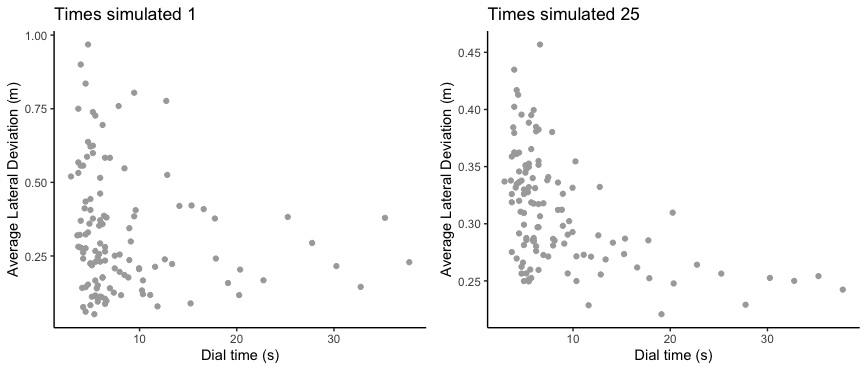 Times simulated 1
Average Lateral Deviation (m)
1.00
0.75
0.50
0.25
10
20
30
Dial time (s)
Times simulated 25
Average Lateral Deviation (m)
0.45
0.40
0.35
0.30
0.25
10
20
30
Dial time (s)